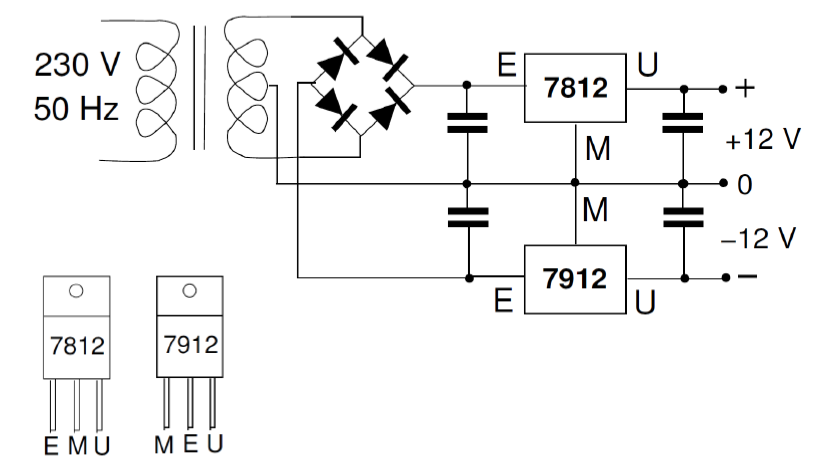 230 V
50 Hz
E
7812
U
+
M
+12 V
0
M
−12 V
E
7912
U
−
7812
7912
E M U
M E U